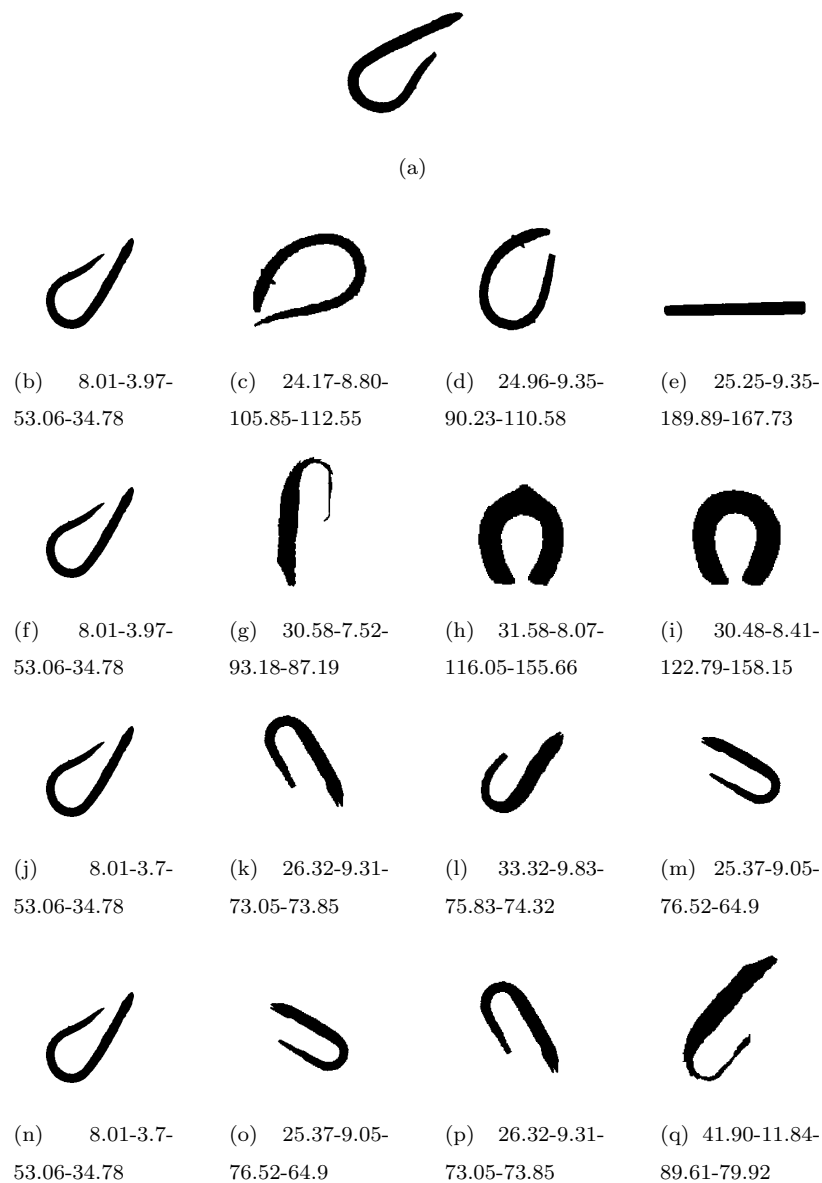 (a)
(b) 8.01-3.97-
53.06-34.78
(c) 24.17-8.80-
105.85-112.55
(d) 24.96-9.35-
90.23-110.58
(e) 25.25-9.35-
189.89-167.73
(f) 8.01-3.97-
53.06-34.78
(g) 30.58-7.52-
93.18-87.19
(h) 31.58-8.07-
116.05-155.66
(i) 30.48-8.41-
122.79-158.15
(j) 8.01-3.7-
53.06-34.78
(k) 26.32-9.31-
73.05-73.85
(l) 33.32-9.83-
75.83-74.32
(m) 25.37-9.05-
76.52-64.9
(n) 8.01-3.7-
53.06-34.78
(o) 25.37-9.05-
76.52-64.9
(p) 26.32-9.31-
73.05-73.85
(q) 41.90-11.84-
89.61-79.92